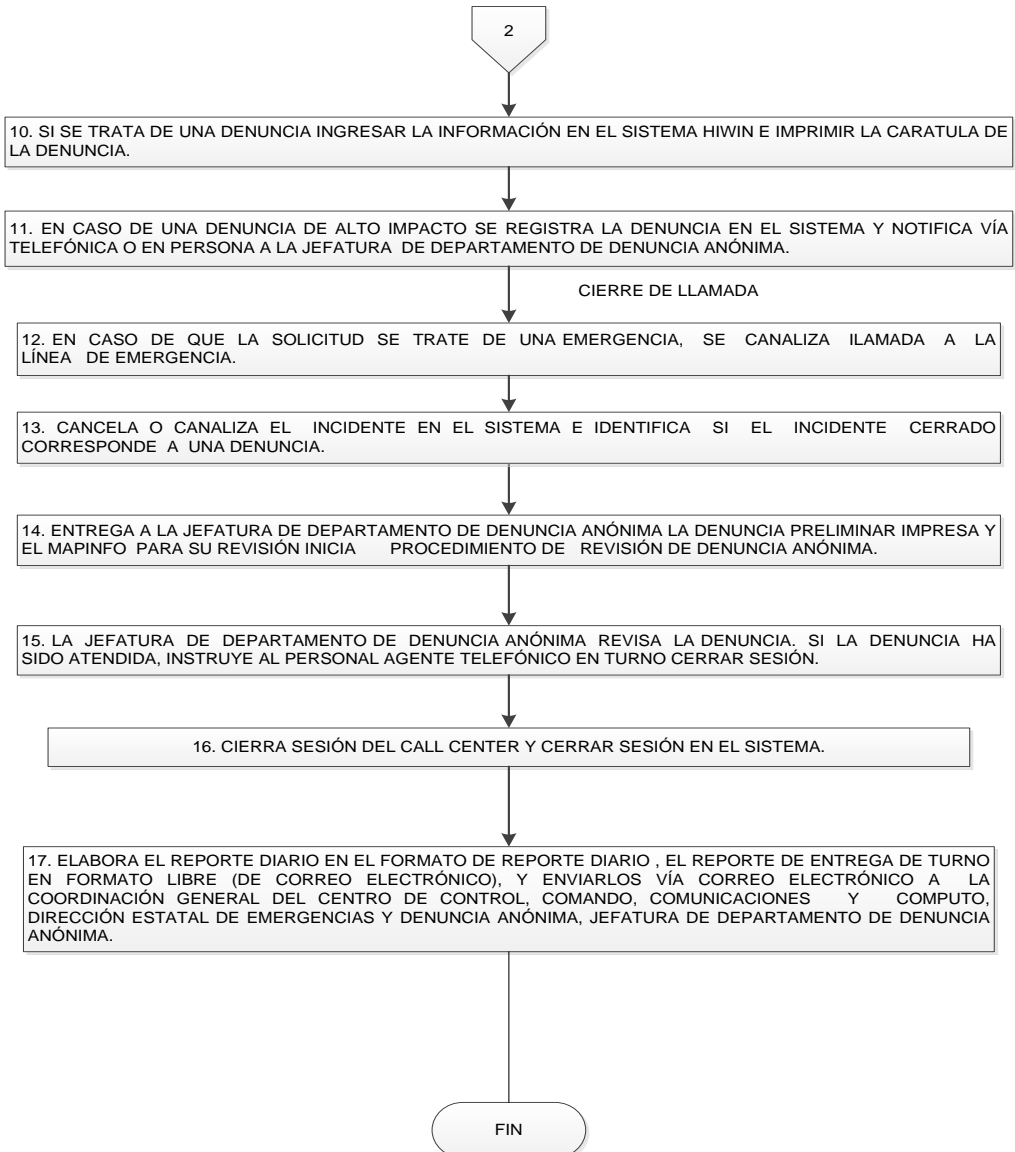 2
10. SI SE TRATA DE UNA DENUNCIA INGRESAR LA INFORMACIÓN EN EL SISTEMA HIWIN E IMPRIMIR LA CARATULA DE
LA DENUNCIA.
11. EN CASO DE UNA DENUNCIA DE ALTO IMPACTO SE REGISTRA LA DENUNCIA EN EL SISTEMA Y NOTIFICA VÍA
TELEFÓNICA O EN PERSONA A LA JEFATURA DE DEPARTAMENTO DE DENUNCIA ANÓNIMA.
CIERRE DE LLAMADA
12. EN CASO DE QUE LA SOLICITUD SE TRATE DE UNA EMERGENCIA, SE CANALIZA lLAMADA A LA
LÍNEA DE EMERGENCIA.
13. CANCELA O CANALIZA EL INCIDENTE EN EL SISTEMA E IDENTIFICA SI EL INCIDENTE CERRADO
CORRESPONDE A UNA DENUNCIA.
14. ENTREGA A LA JEFATURA DE DEPARTAMENTO DE DENUNCIA ANÓNIMA LA DENUNCIA PRELIMINAR IMPRESA Y
EL MAPINFO PARA SU REVISIÓN INICIA PROCEDIMIENTO DE REVISIÓN DE DENUNCIA ANÓNIMA.
15. LA JEFATURA DE DEPARTAMENTO DE DENUNCIA ANÓNIMA REVISA LA DENUNCIA. SI LA DENUNCIA HA
SIDO ATENDIDA, INSTRUYE AL PERSONAL AGENTE TELEFÓNICO EN TURNO CERRAR SESIÓN.
16. CIERRA SESIÓN DEL CALL CENTER Y CERRAR SESIÓN EN EL SISTEMA.
17. ELABORA EL REPORTE DIARIO EN EL FORMATO DE REPORTE DIARIO , EL REPORTE DE ENTREGA DE TURNO
EN FORMATO LIBRE (DE CORREO ELECTRÓNICO), Y ENVIARLOS VÍA CORREO ELECTRÓNICO A LA
COORDINACIÓN GENERAL DEL CENTRO DE CONTROL, COMANDO, COMUNICACIONES Y COMPUTO,
DIRECCIÓN ESTATAL DE EMERGENCIAS Y DENUNCIA ANÓNIMA, JEFATURA DE DEPARTAMENTO DE DENUNCIA
ANÓNIMA.
FIN